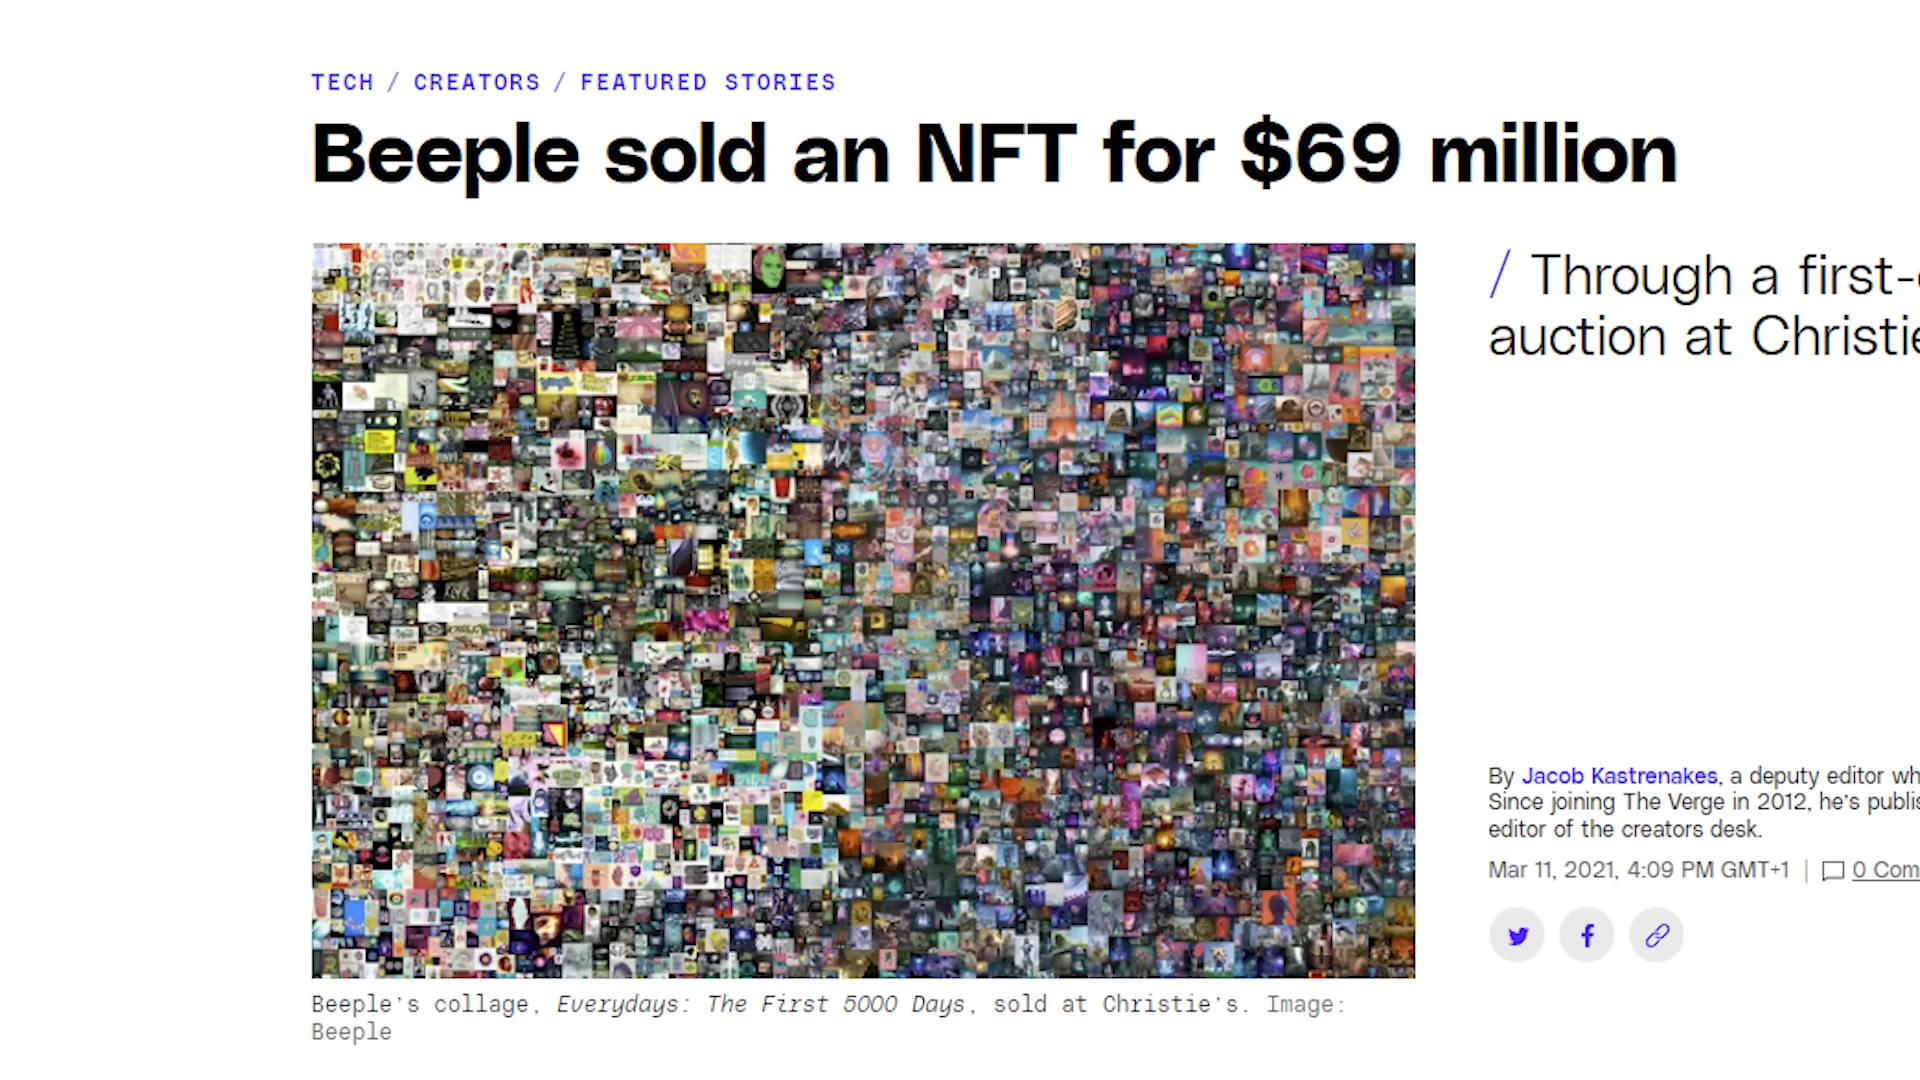 TECH / CREATORS / FEATURED STORIES
Beeple sold an NFT for $69 million
/ Through a first-
auction at Christie
By Jacob Kastrenakes, a deputy editor
Since joining The Verge in 2012, he's
editor of the creators desk.
Mar 11, 2021, 4:09 PM GMT+1 | 0 Com
Beeple's collage, Everydays: The First 5000 Days, sold at Christie's. Image:
Beeple